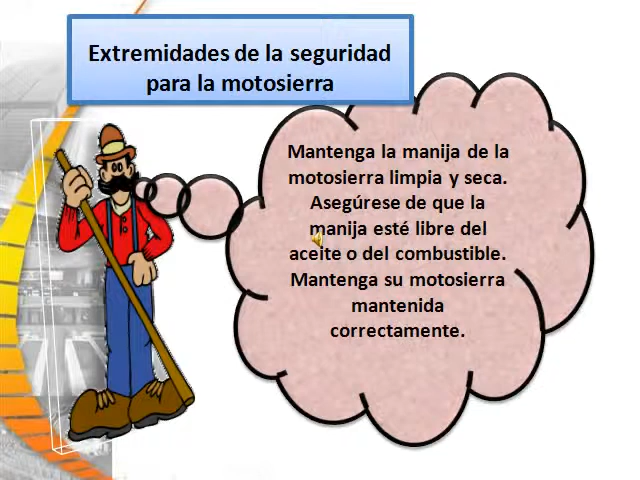 Extremidades de la seguridad
para la motosierra
Mantenga la manija de la
motosierra limpia y seca.
Asegúrese de que la
manija esté libre del
aceite o del combustible.
Mantenga su motosierra
mantenida
correctamente.